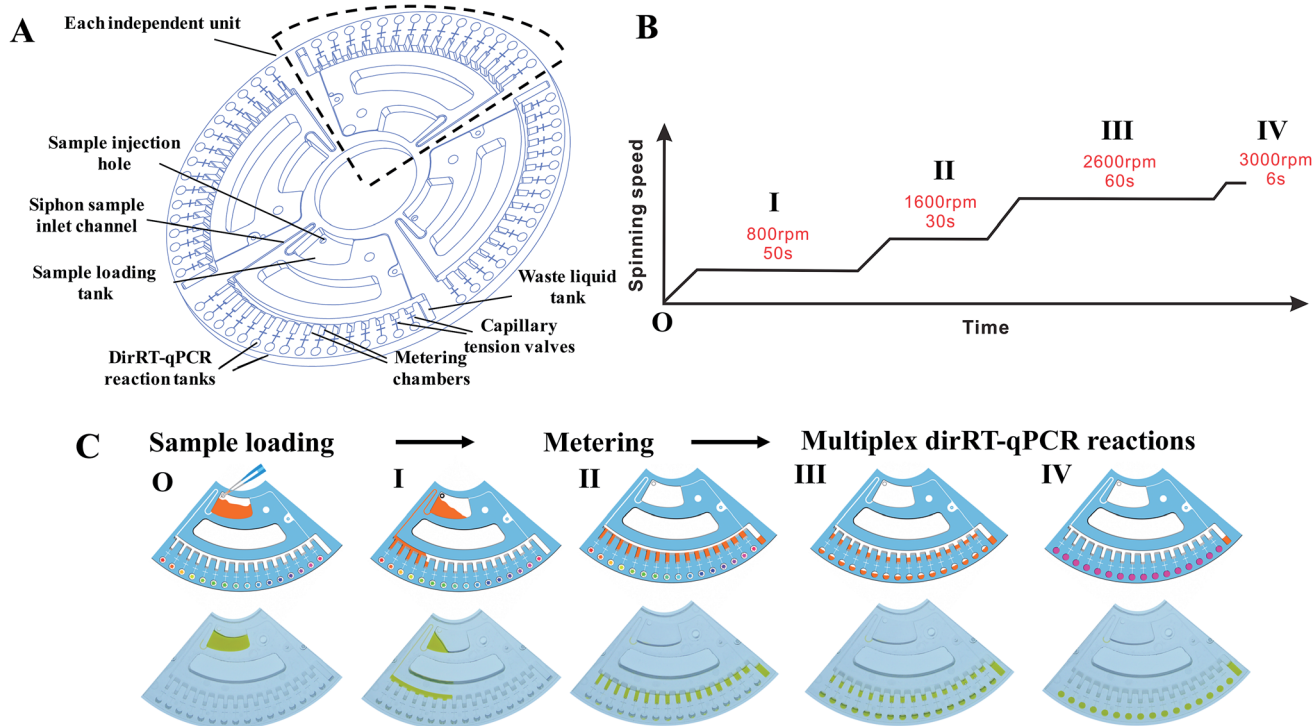 A
Each independent unit
Sample injection
hole
Siphon sample
inlet channel
Sample loading
tank
DirRT-qPCR
reaction tanks
Metering
chambers
Capillary
tension valves
Waste liquid
tank
B
Spinning speed
I
800rpm
50s
II
1600rpm
30s
III
2600rpm
60s
IV
3000rpm
6s
O
Time
C
Sample loading
Metering
Multiplex dirRT-qPCR reactions
O
I
II
III
IV